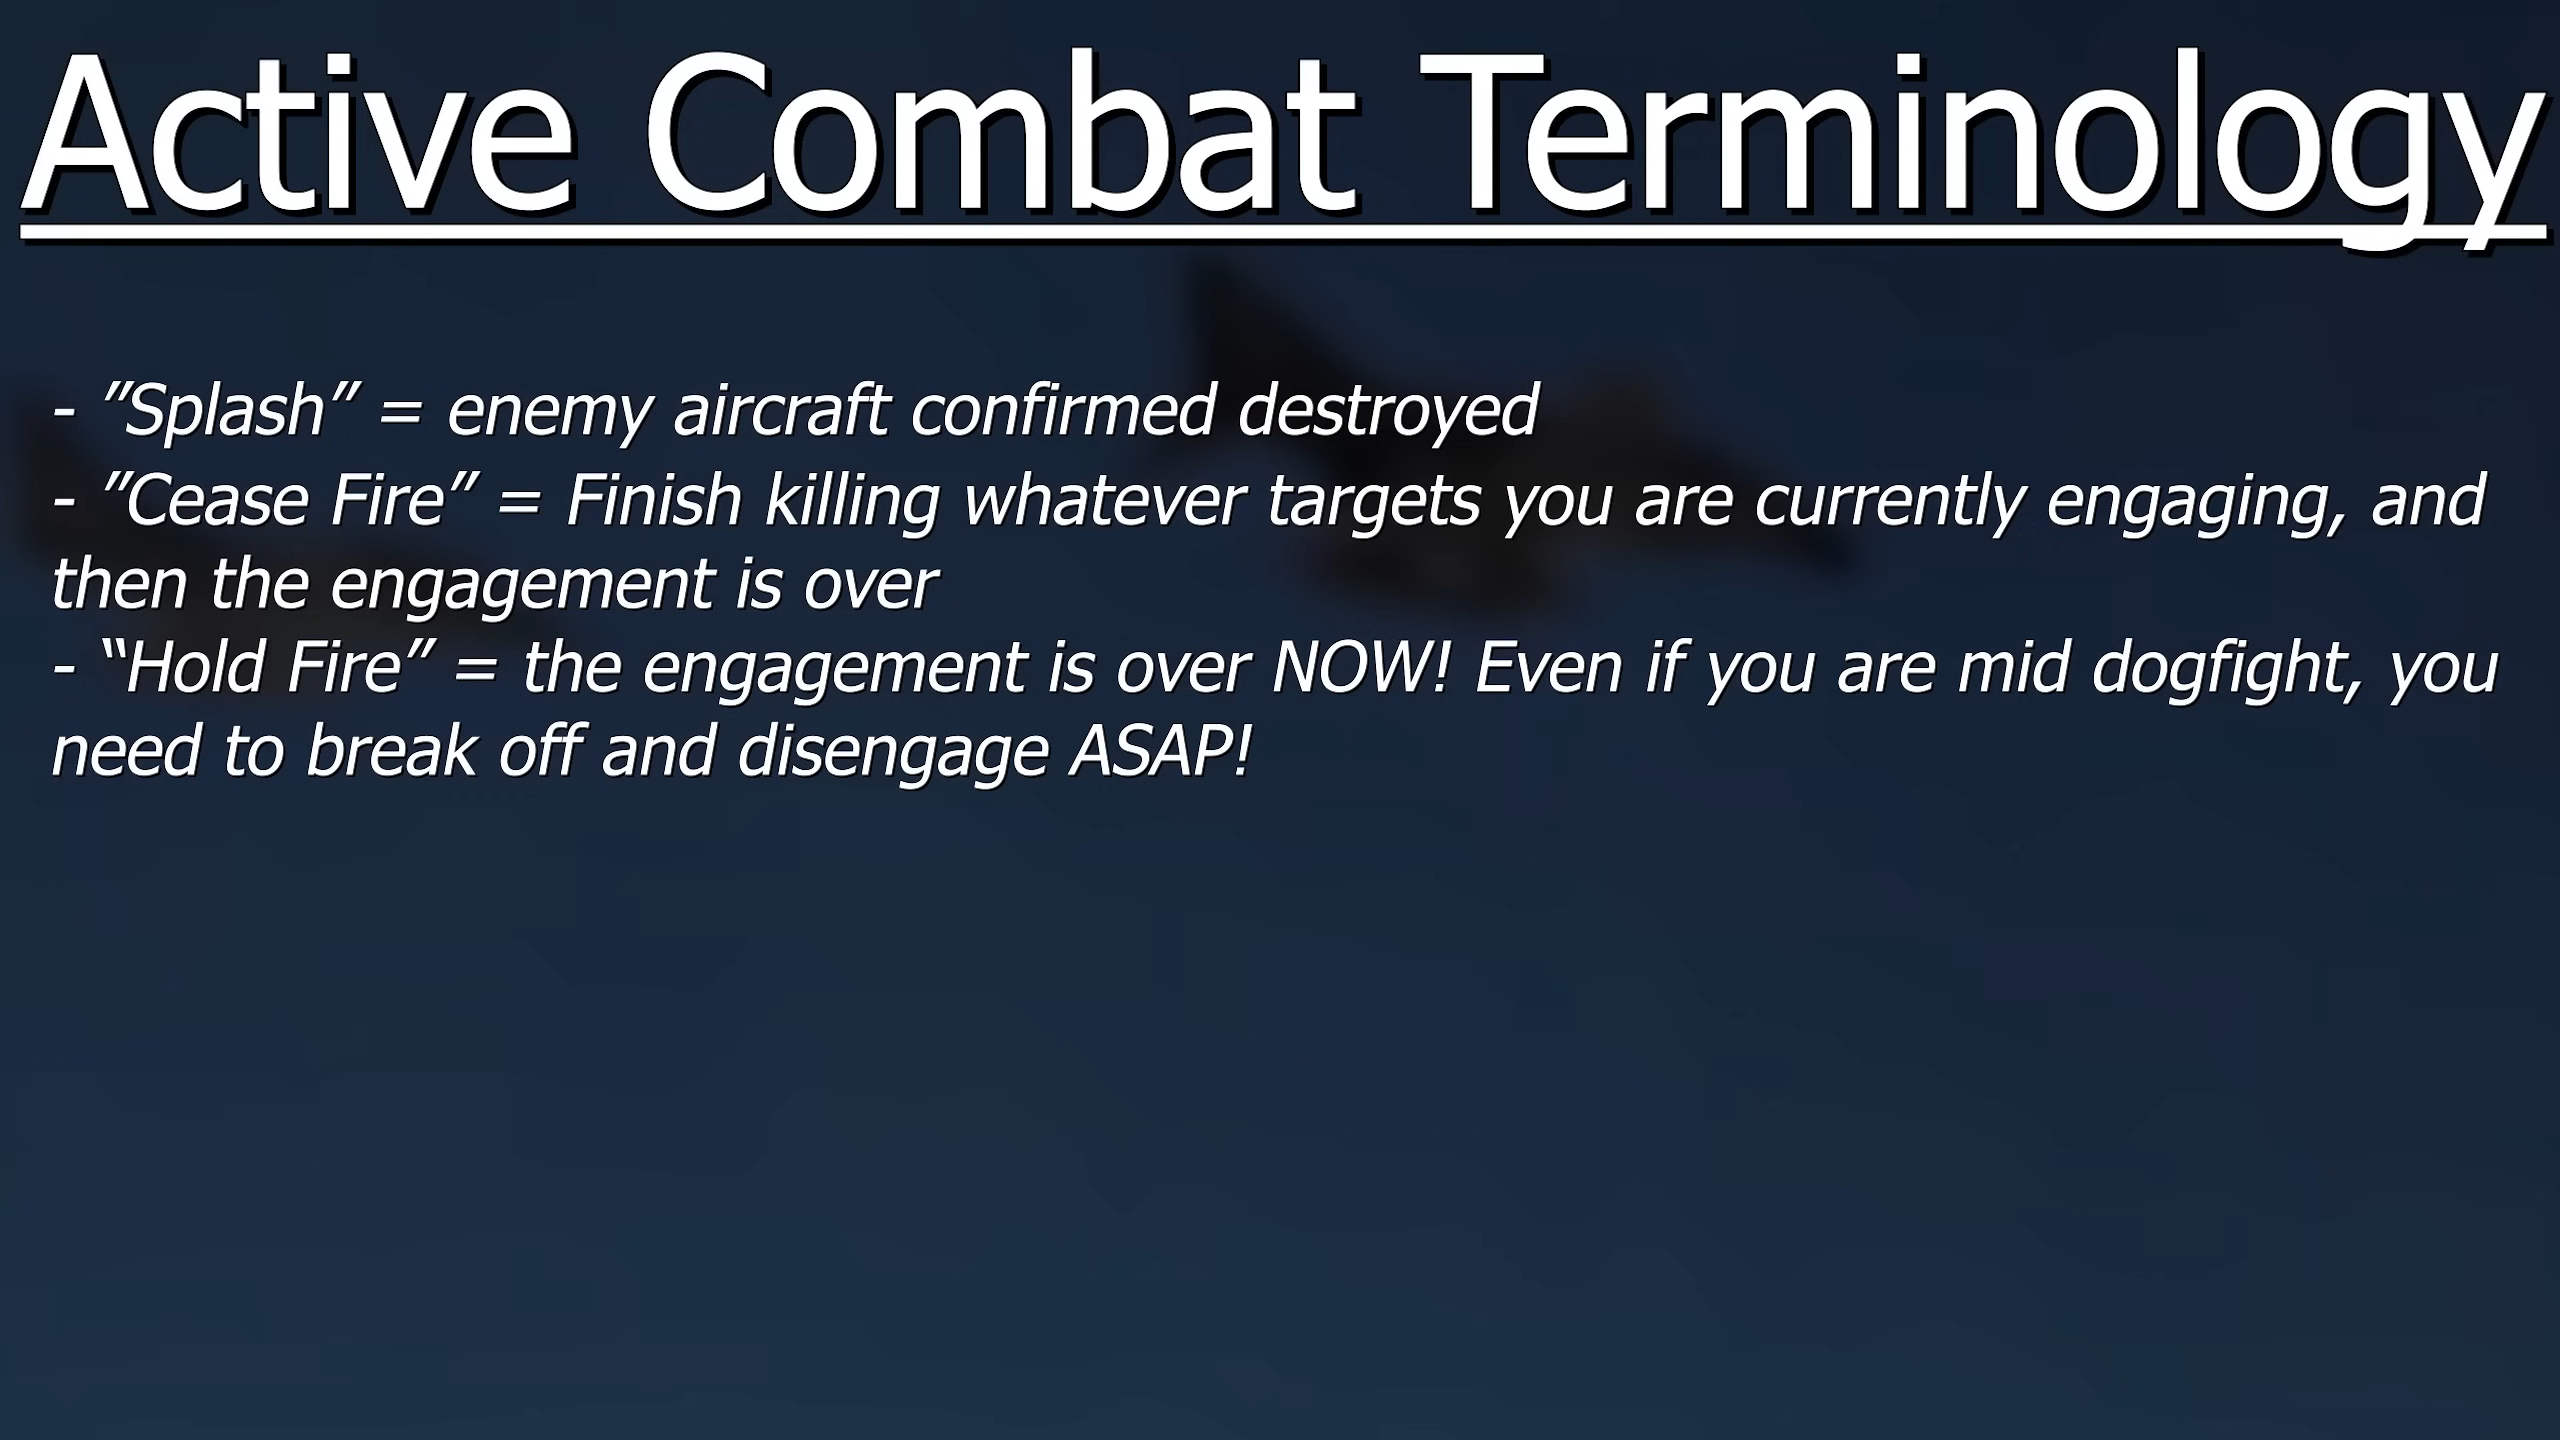 Active Combat Terminology
- ”Splash” = enemy aircraft confirmed destroyed
- ”Cease Fire” = Finish killing whatever targets you are currently engaging, and
then the engagement is over
- “Hold Fire” = the engagement is over NOW! Even if you are mid dogfight, you
need to break off and disengage ASAP!